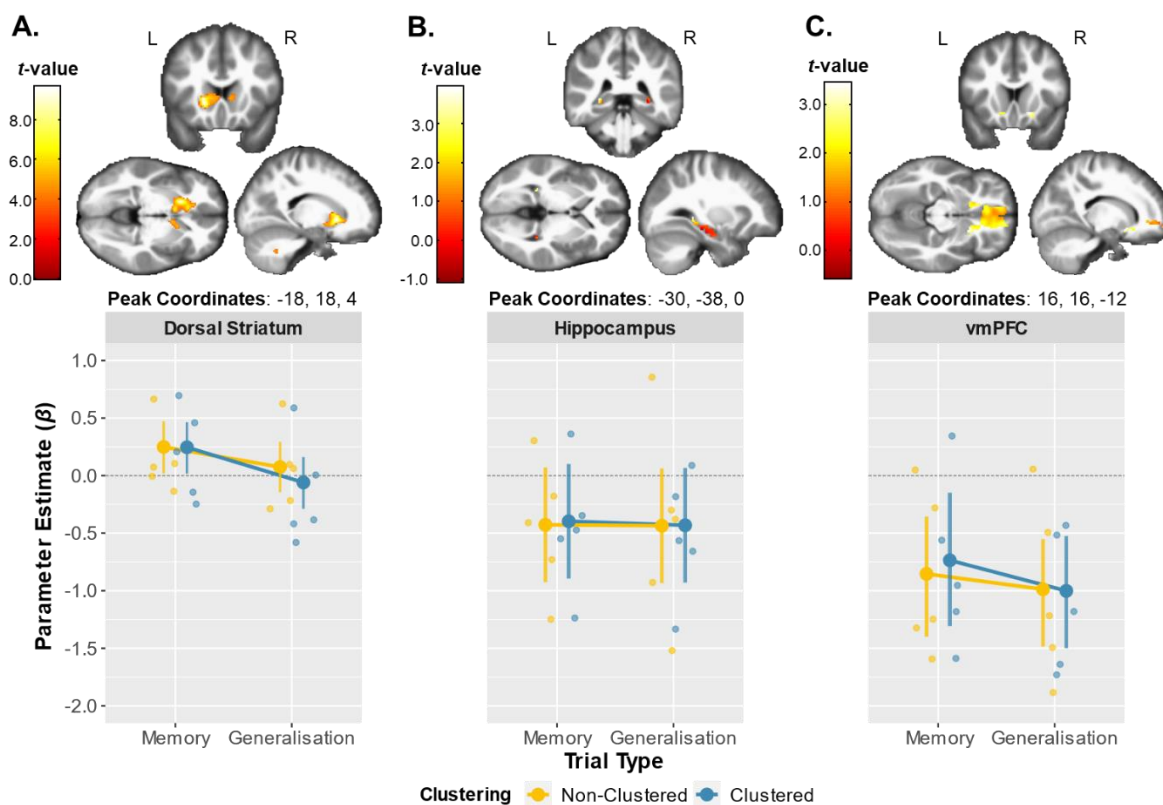 A.
L
R
t-value
8.0
6.0
4.0
2.0
0.0
Peak Coordinates: -18, 18, 4
B.
L
R
t-value
3.0
2.0
1.0
0.0
-1.0
Peak Coordinates: -30, -38, 0
C.
L
R
t-value
3.0
2.0
1.0
0.0
Peak Coordinates: 16, 16, -12
Dorsal Striatum
Hippocampus
vmPFC
Parameter Estimate (β)
1.0
0.5
0.0
-0.5
-1.0
-1.5
-2.0
Memory Generalisation
Memory Generalisation
Memory Generalisation
Trial Type
Clustering Non-Clustered Clustered